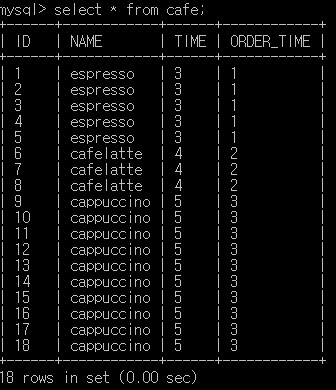 mysql> select * from cafe;
+----+------------+------+------------+
| ID | NAME | TIME | ORDER_TIME |
+----+------------+------+------------+
| 1 | espresso | 3 | 1 |
| 2 | espresso | 3 | 1 |
| 3 | espresso | 3 | 1 |
| 4 | espresso | 3 | 1 |
| 5 | espresso | 3 | 1 |
| 6 | cafelatte | 4 | 2 |
| 7 | cafelatte | 4 | 2 |
| 8 | cafelatte | 4 | 2 |
| 9 | cappuccino | 5 | 3 |
| 10 | cappuccino | 5 | 3 |
| 11 | cappuccino | 5 | 3 |
| 12 | cappuccino | 5 | 3 |
| 13 | cappuccino | 5 | 3 |
| 14 | cappuccino | 5 | 3 |
| 15 | cappuccino | 5 | 3 |
| 16 | cappuccino | 5 | 3 |
| 17 | cappuccino | 5 | 3 |
| 18 | cappuccino | 5 | 3 |
+----+------------+------+------------+
18 rows in set (0.00 sec)